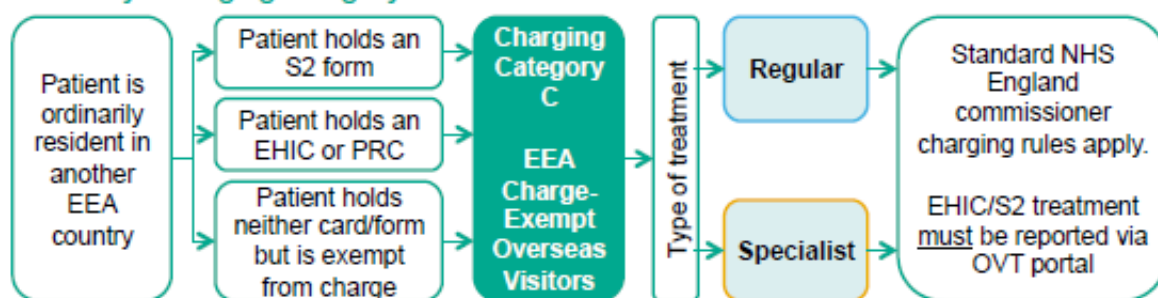 Patient is
ordinarily
resident in
another
EEA
country
Patient holds an
S2 form
Patient holds an
EHIC or PRC
Patient holds
neither card/form
but is exempt
from charge
Charging
Category
C
EEA
Charge-
Exempt
Overseas
Visitors
Type of treatment
Regular
Specialist
Standard NHS
England
commissioner
charging rules apply.
EHIC/S2 treatment
must be reported via
OVT portal